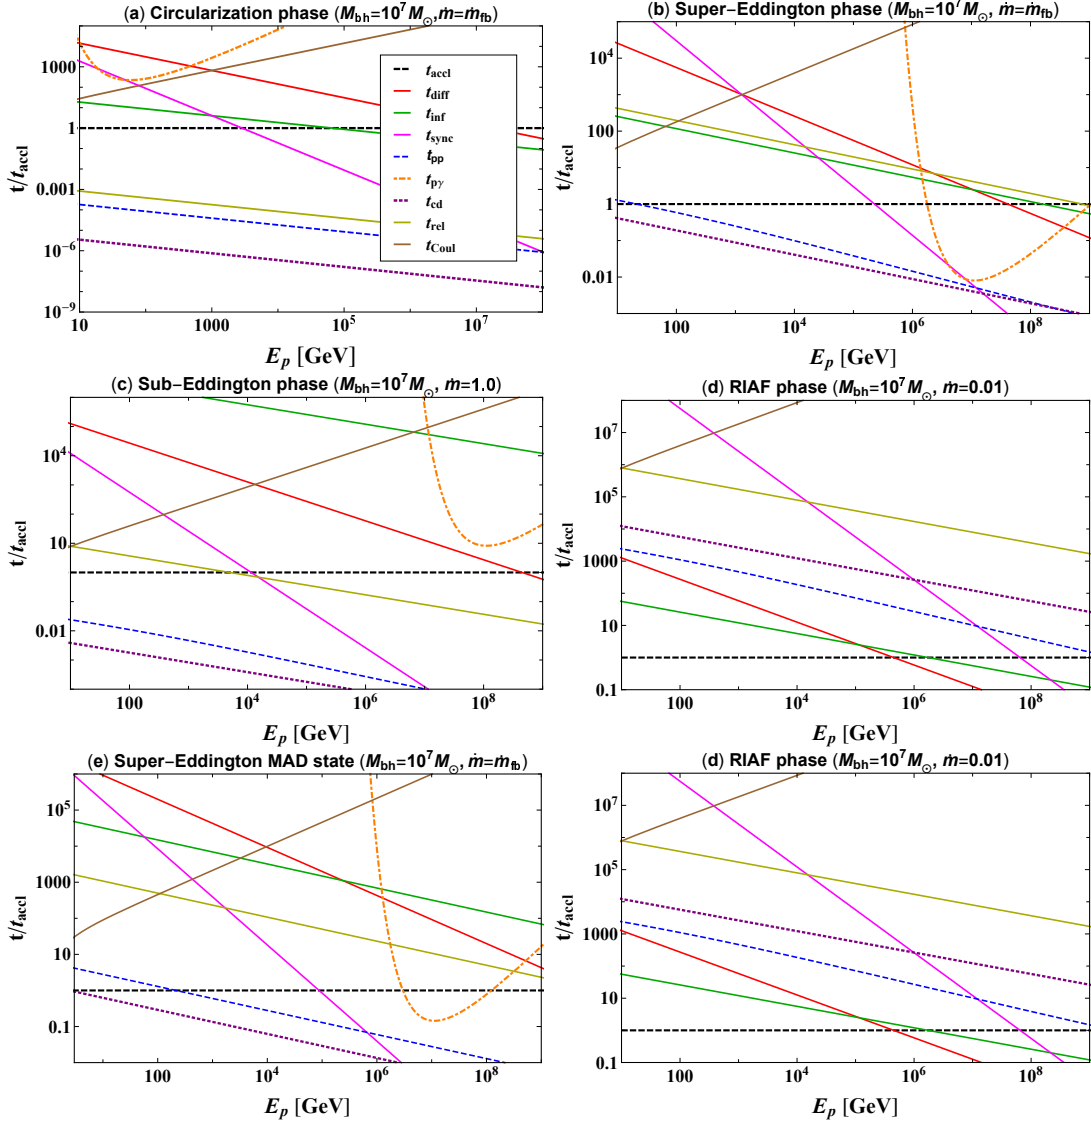 (a) Circularization phase (M_bh=10^7 M_⊙, ṁ=ṁ_fb)
t/t_accl
1000
1
0.001
10^-6
10^-9
t_accl
t_diff
t_inf
t_sync
t_pp
t_pγ
t_cd
t_rel
t_Coul
10
1000
10^5
10^7
E_p [GeV]
(b) Super-Eddington phase (M_bh=10^7 M_⊙, ṁ=ṁ_fb)
t/t_accl
10^4
100
1
0.01
100
10^4
10^6
10^8
E_p [GeV]
(c) Sub-Eddington phase (M_bh=10^7 M_⊙, ṁ=1.0)
t/t_accl
10^4
10
0.01
100
10^4
10^6
10^8
E_p [GeV]
(d) RIAF phase (M_bh=10^7 M_⊙, ṁ=0.01)
t/t_accl
10^7
10^5
1000
10
0.1
100
10^4
10^6
10^8
E_p [GeV]
(e) Super-Eddington MAD state (M_bh=10^7 M_⊙, ṁ=ṁ_fb)
t/t_accl
10^5
1000
10
0.1
100
10^4
10^6
10^8
E_p [GeV]
(d) RIAF phase (M_bh=10^7 M_⊙, ṁ=0.01)
t/t_accl
10^7
10^5
1000
10
0.1
100
10^4
10^6
10^8
E_p [GeV]